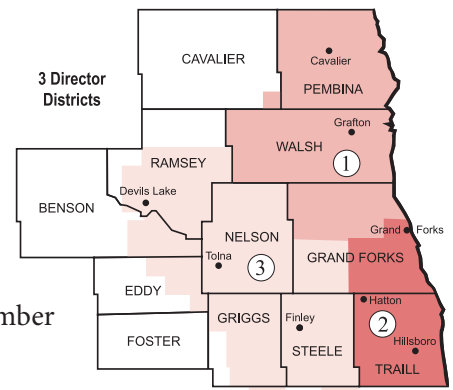 3 Director
Districts
CAVALIER
Cavalier
PEMBINA
Grafton
WALSH
1
RAMSEY
Devils Lake
BENSON
NELSON
Grand Forks
Tolna
3
GRAND FORKS
EDDY
mber
GRIGGS
Finley
Hatton
2
FOSTER
STEELE
Hillsboro
TRAILL